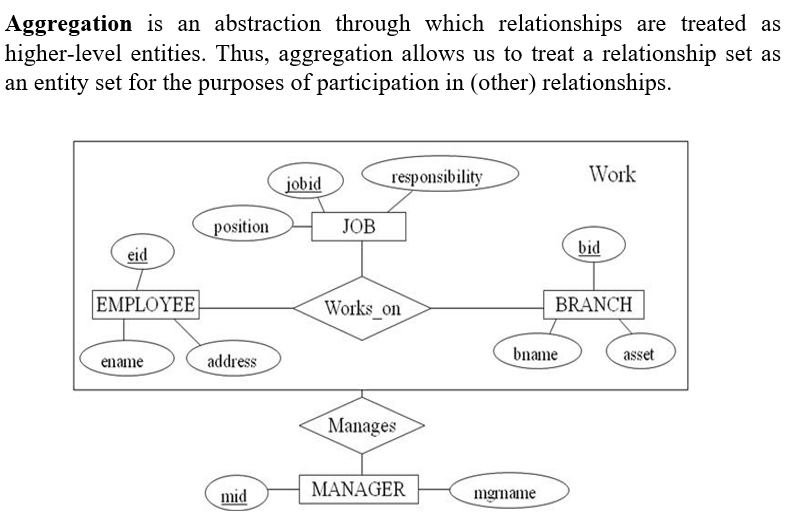 Aggregation is an abstraction through which relationships are treated as
higher-level entities. Thus, aggregation allows us to treat a relationship set as
an entity set for the purposes of participation in (other) relationships.
Work
jobid
responsibility
position
JOB
eid
bid
EMPLOYEE
Works_on
BRANCH
ename
address
bname
asset
Manages
mid
MANAGER
mgrname